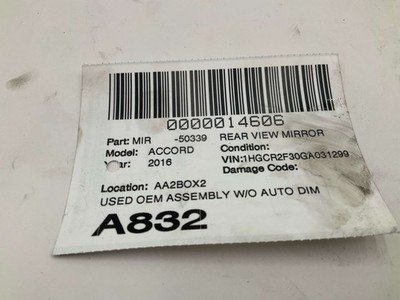 0000014606
Part: MIR -50339 REAR VIEW MIRROR
Model: ACCORD Condition:
ar: 2016 VIN:1HGCR2F30GA031299
Damage Code:
Location: AA2BOX2
USED OEM ASSEMBLY W/O AUTO DIM
A832